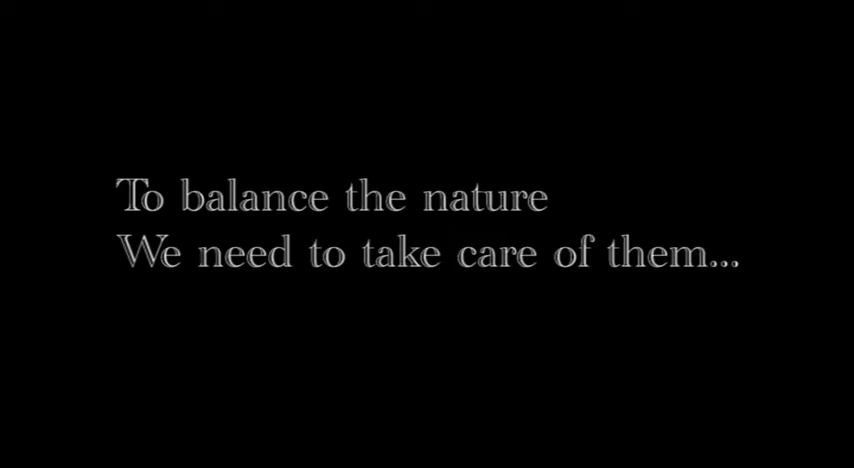 To balance the nature
We need to take care of them...